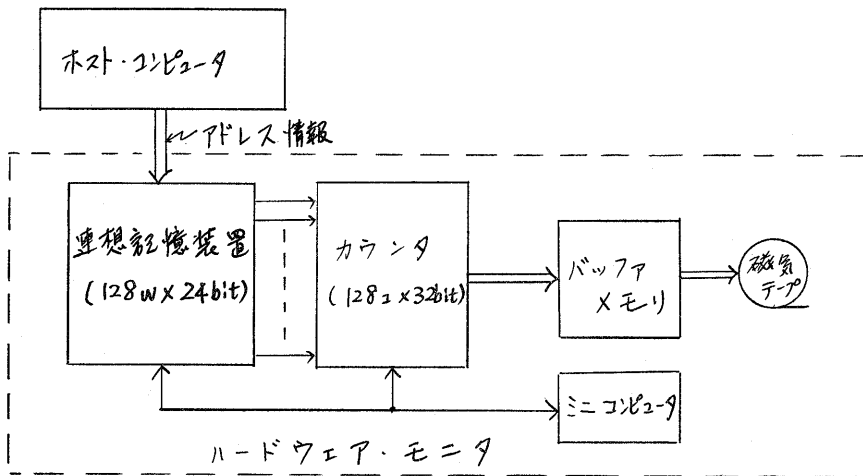 ホスト・コンピュータ
アドレス情報
連想記憶装置
(128w×24bit)
カウンタ
(128コ×32bit)
バッファ
メモリ
磁気
テープ
ミニコンピュータ
ハードウェア・モニタ